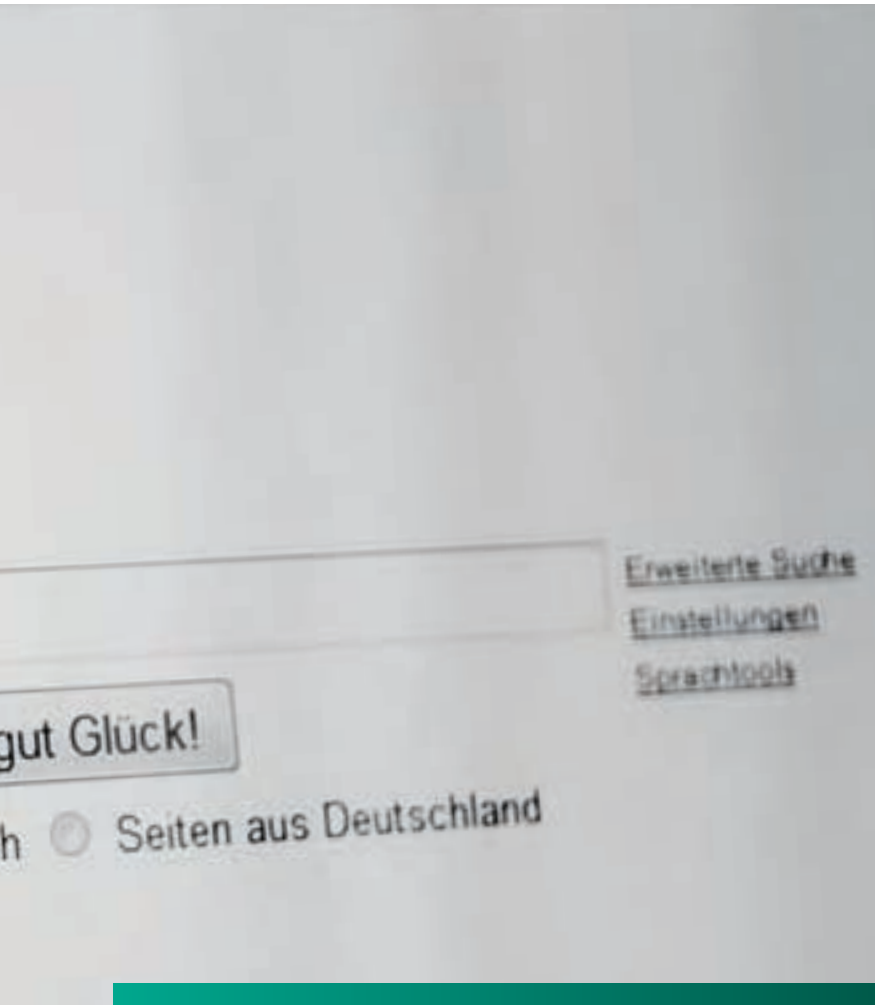 Erweiterte Suche
Einstellungen
Sprachtools
gut Glück!
h Seiten aus Deutschland